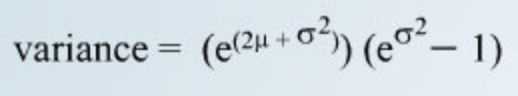 variance = (e^(2μ + σ²)) (e^σ² − 1)